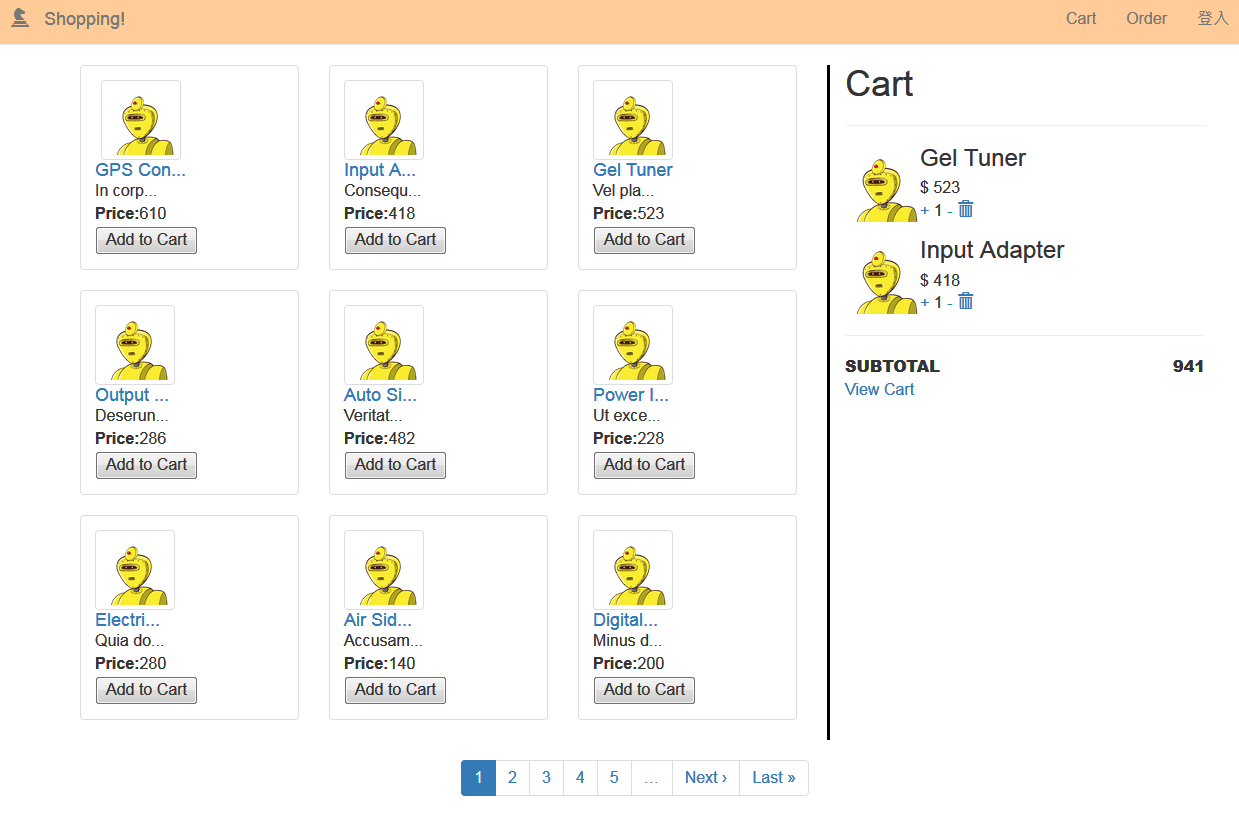 Shopping!
Cart Order 登入
GPS Con...
In corp...
Price:610
Add to Cart
Input A...
Consequ...
Price:418
Add to Cart
Gel Tuner
Vel pla...
Price:523
Add to Cart
Output ...
Deserun...
Price:286
Add to Cart
Auto Si...
Veritat...
Price:482
Add to Cart
Power I...
Ut exce...
Price:228
Add to Cart
Electri...
Quia do...
Price:280
Add to Cart
Air Sid...
Accusam...
Price:140
Add to Cart
Digital...
Minus d...
Price:200
Add to Cart
1 2 3 4 5 ... Next › Last »
Cart
Gel Tuner
$ 523
+ 1 -
Input Adapter
$ 418
+ 1 -
SUBTOTAL 941
View Cart